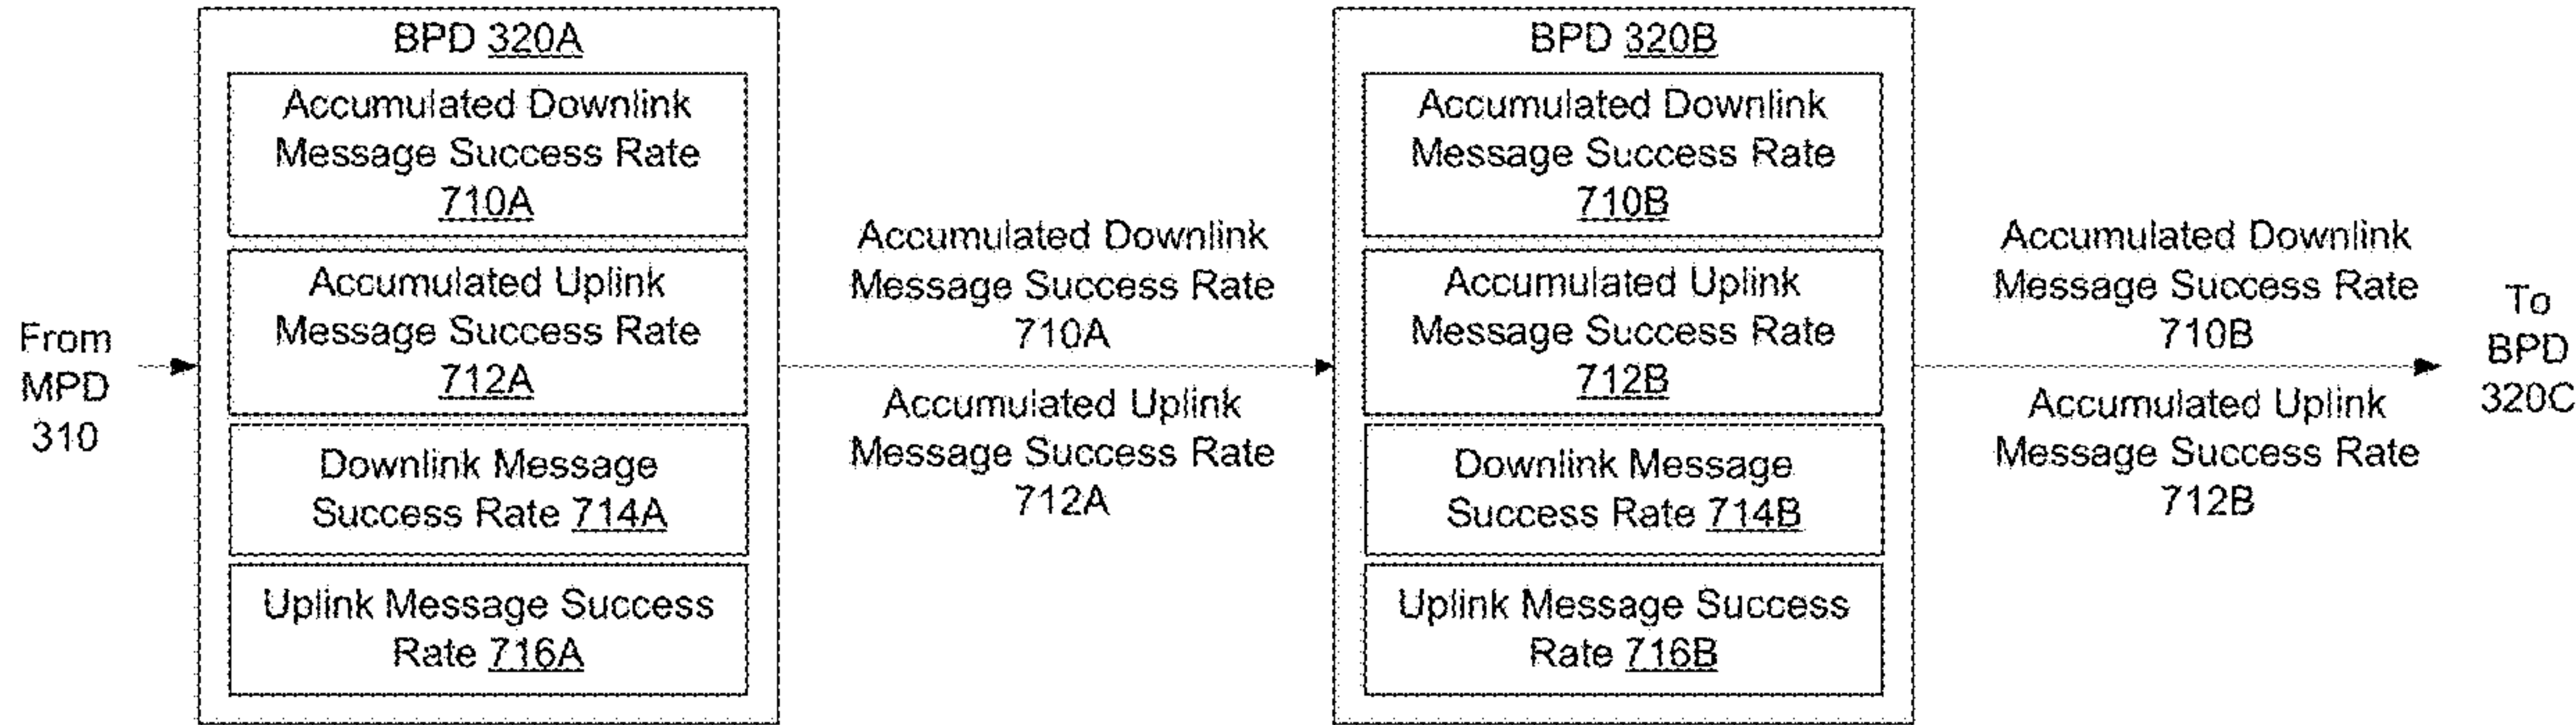 From
MPD
310
BPD 320A
Accumulated Downlink
Message Success Rate
710A
Accumulated Uplink
Message Success Rate
712A
Downlink Message
Success Rate 714A
Uplink Message Success
Rate 716A
Accumulated Downlink
Message Success Rate
710A
Accumulated Uplink
Message Success Rate
712A
BPD 320B
Accumulated Downlink
Message Success Rate
710B
Accumulated Uplink
Message Success Rate
712B
Downlink Message
Success Rate 714B
Uplink Message Success
Rate 716B
Accumulated Downlink
Message Success Rate
710B
Accumulated Uplink
Message Success Rate
712B
To
BPD
320C